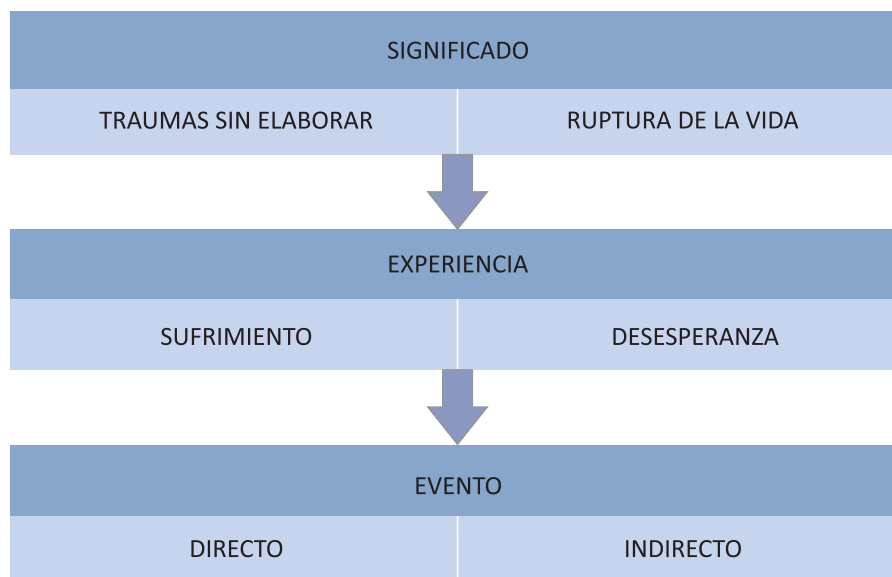 SIGNIFICADO
TRAUMAS SIN ELABORAR
RUPTURA DE LA VIDA
EXPERIENCIA
SUFRIMIENTO
DESESPERANZA
EVENTO
DIRECTO
INDIRECTO